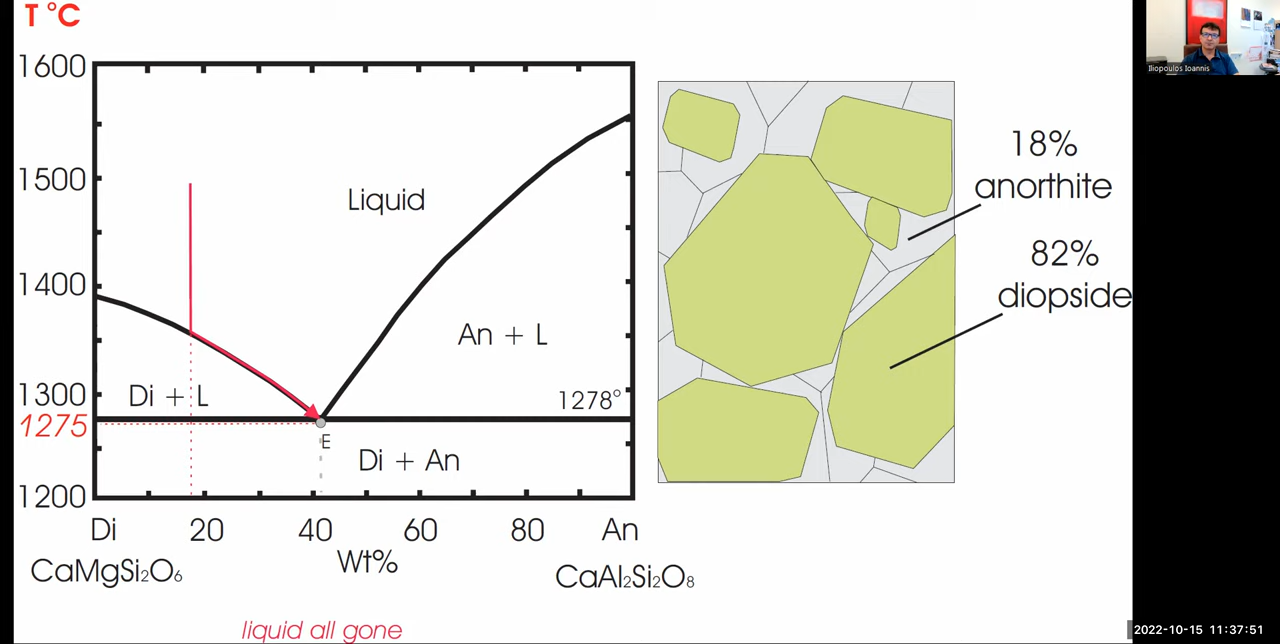 T °C
1600
1500
1400
1300
1275
1200
Liquid
An + L
Di + L
1278°
E
Di + An
Di
20
40
60
80
An
Wt%
CaMgSi₂O₆
CaAl₂Si₂O₈
liquid all gone
18%
anorthite
82%
diopside
Iliopoulos Ioannis
2022-10-15 11:37:51